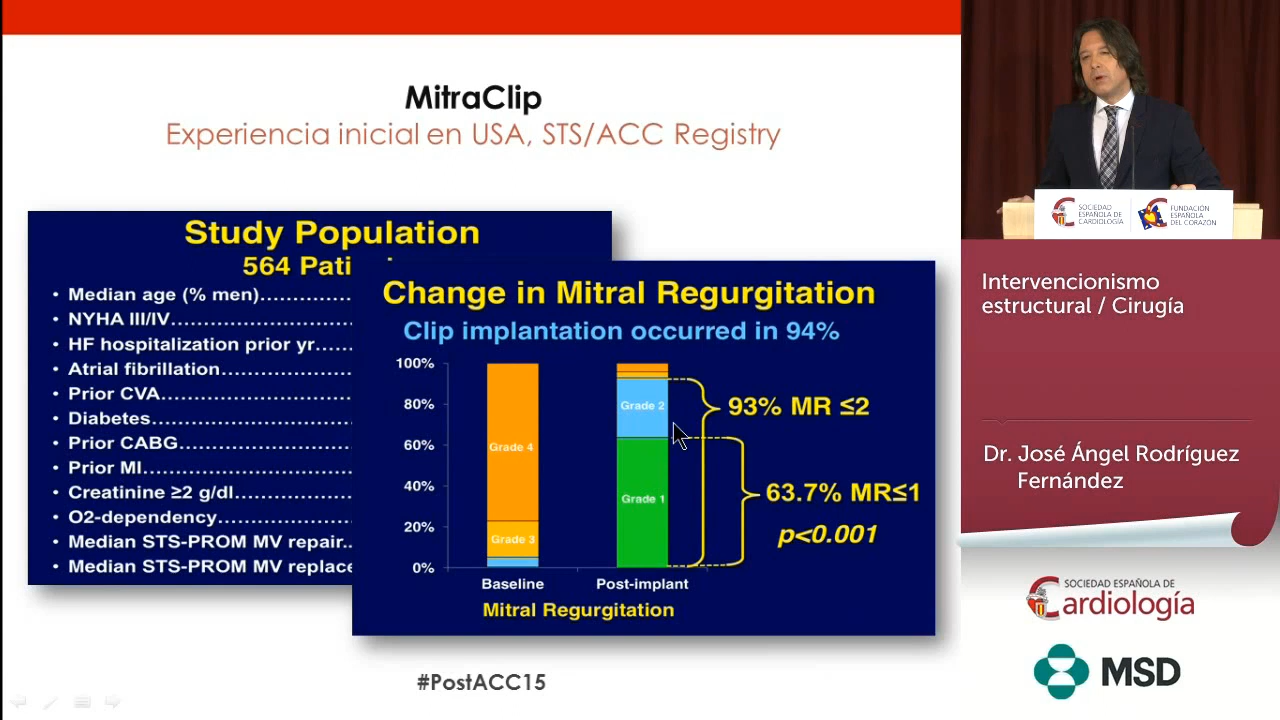 MitraClip
Experiencia inicial en USA, STS/ACC Registry
Study Population
564
• Median age (% men)
• NYHA III/IV
• HF hospitalization prior yr
• Atrial fibrillation
• Prior CVA
• Diabetes
• Prior CABG
• Prior MI
• Creatinine ≥2 g/dl
• O2-dependency
• Median STS-PROM MV repair
• Median STS-PROM MV
Change in Mitral Regurgitation
Clip implantation occurred in 94%
100%
80%
60%
40%
20%
0%
Grade 4
Grade 3
Grade 2
Grade 1
93% MR ≤2
63.7% MR≤1
p<0.001
Baseline
Post-implant
Mitral Regurgitation
#PostACC15
SOCIEDAD
ESPAÑOLA DE
CARDIOLOGÍA
FUNDACIÓN
ESPAÑOLA
DEL CORAZÓN
Intervencionismo
estructural / Cirugía
Dr. José Ángel Rodríguez
Fernández
SOCIEDAD ESPAÑOLA DE
Cardiología
MSD